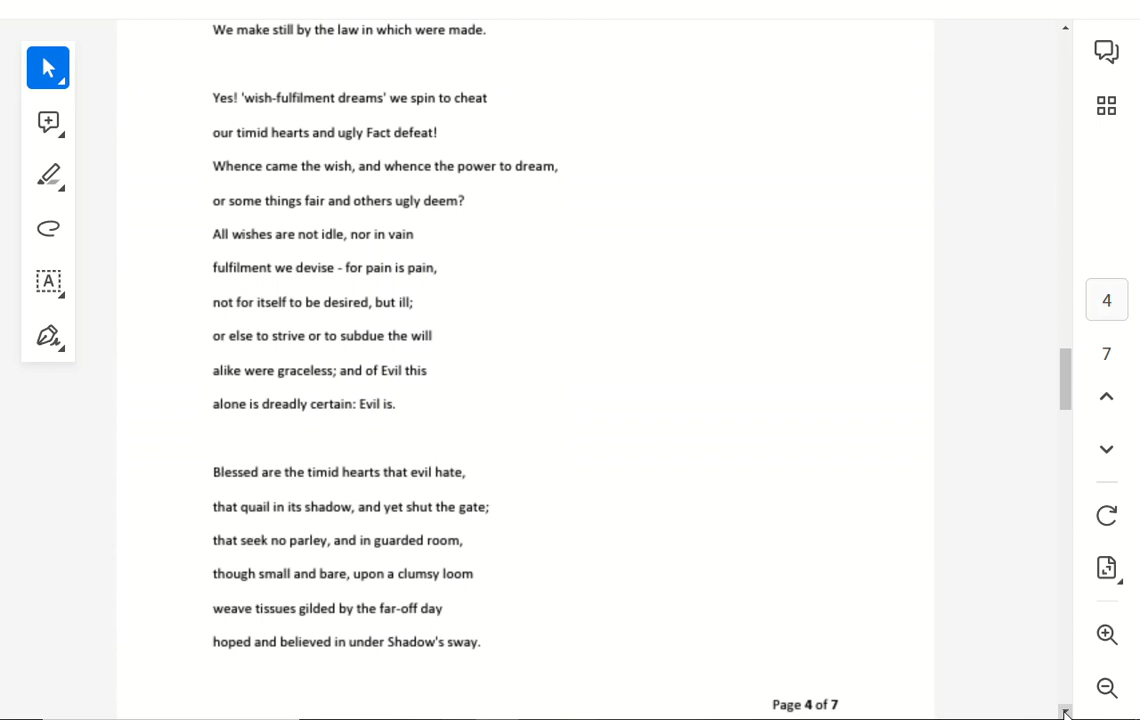 We make still by the law in which were made.
Yes! 'wish-fulfilment dreams' we spin to cheat
our timid hearts and ugly Fact defeat!
Whence came the wish, and whence the power to dream,
or some things fair and others ugly deem?
All wishes are not idle, nor in vain
fulfilment we devise - for pain is pain,
not for itself to be desired, but ill;
or else to strive or to subdue the will
alike were graceless; and of Evil this
alone is dreadly certain: Evil is.
Blessed are the timid hearts that evil hate,
that quail in its shadow, and yet shut the gate;
that seek no parley, and in guarded room,
though small and bare, upon a clumsy loom
weave tissues gilded by the far-off day
hoped and believed in under Shadow's sway.
Page 4 of 7
A
4
7